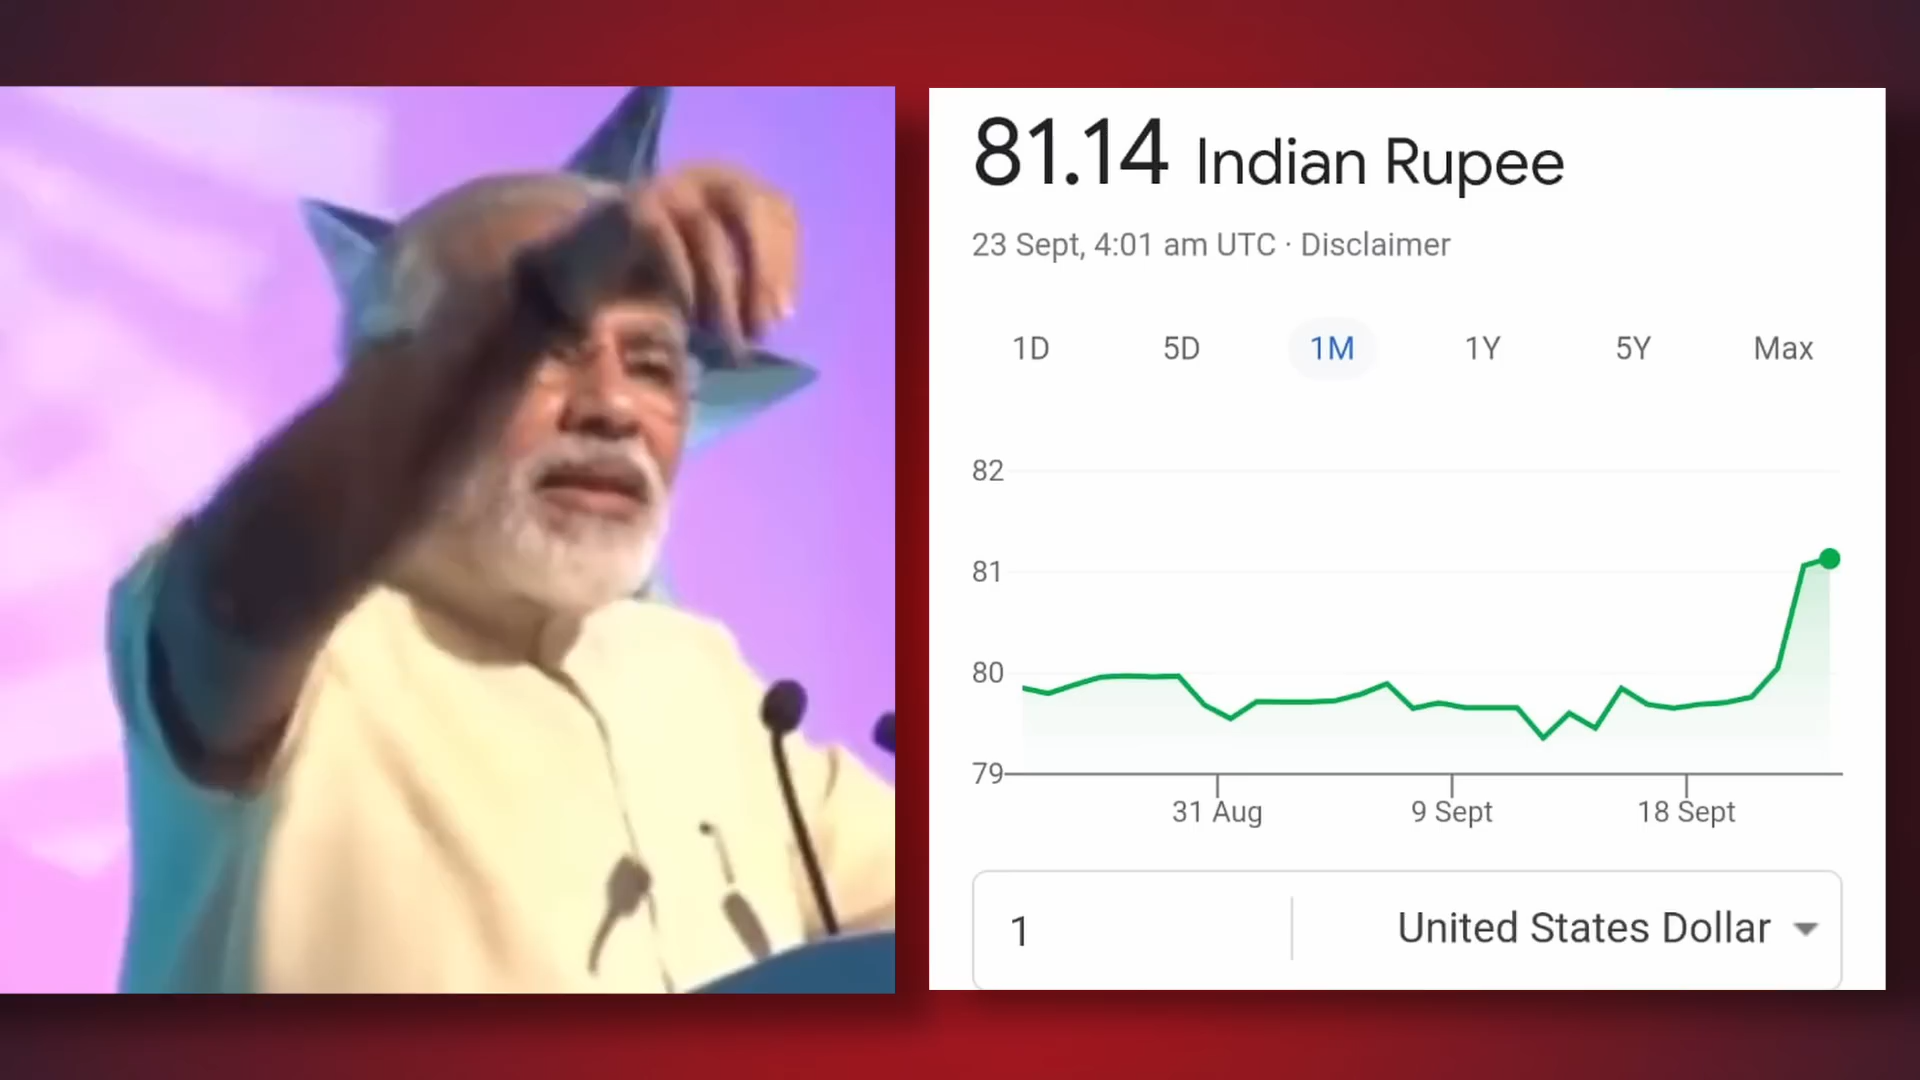 81.14 Indian Rupee
23 Sept, 4:01 am UTC · Disclaimer
1D 5D 1M 1Y 5Y Max
82
81
80
79
31 Aug 9 Sept 18 Sept
1 United States Dollar